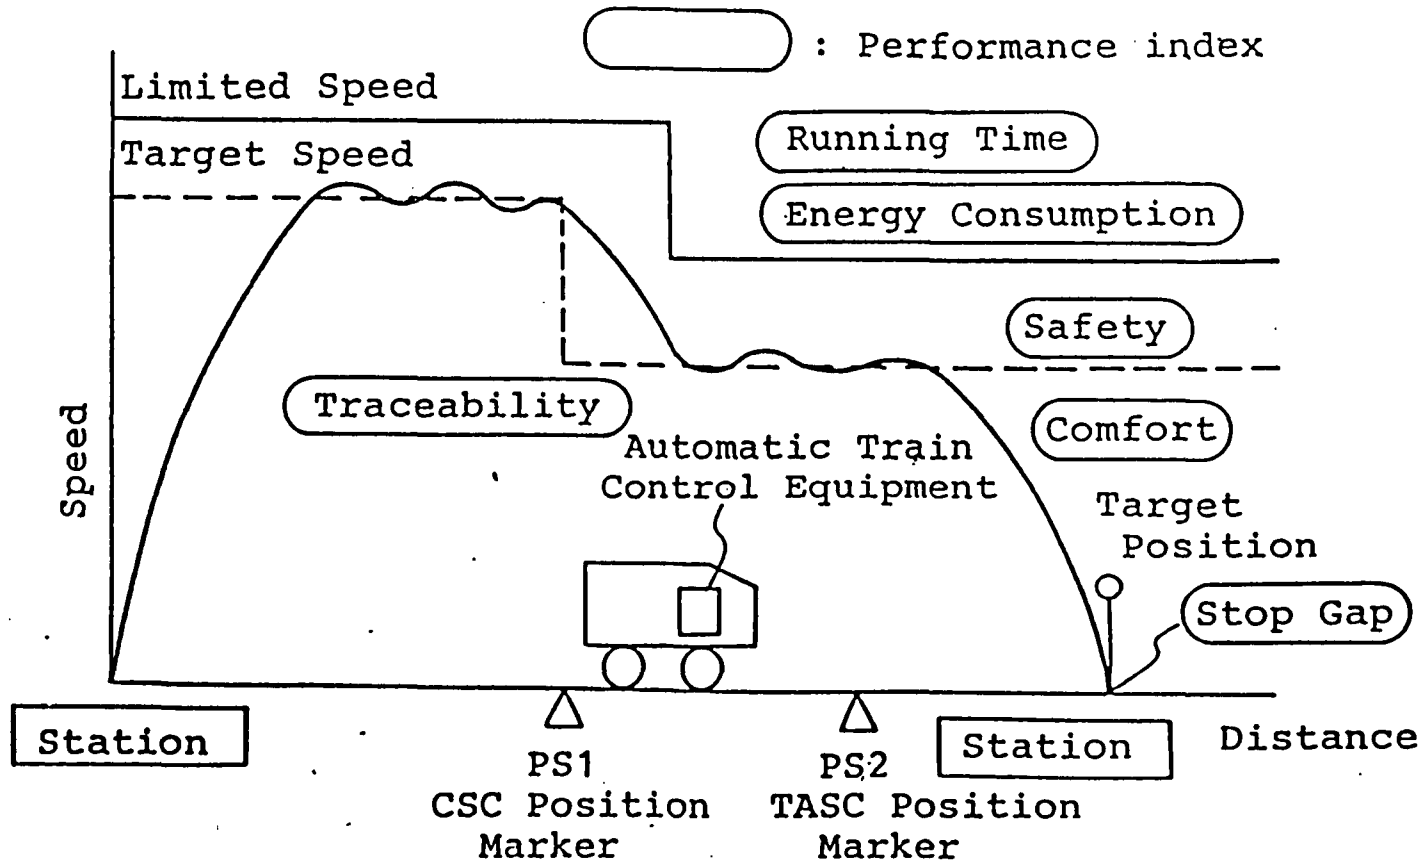 : Performance index
Limited Speed
Target Speed
Running Time
Energy Consumption
Safety
Traceability
Comfort
Automatic Train
Control Equipment
Speed
Target
Position
Stop Gap
Station
Station
Distance
PS1
CSC Position
Marker
PS2
TASC Position
Marker